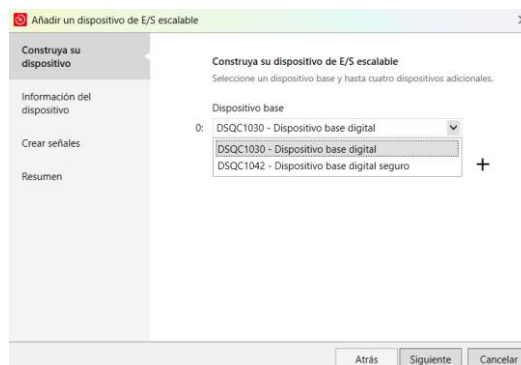 Añadir un dispositivo de E/S escalable
Construya su
dispositivo
Información del
dispositivo
Crear señales
Resumen
Construya su dispositivo de E/S escalable
Seleccione un dispositivo base y hasta cuatro dispositivos adicionales.
Dispositivo base
0: DSQC1030 - Dispositivo base digital
DSQC1030 - Dispositivo base digital
DSQC1042 - Dispositivo base digital seguro
Atrás Siguiente Cancelar